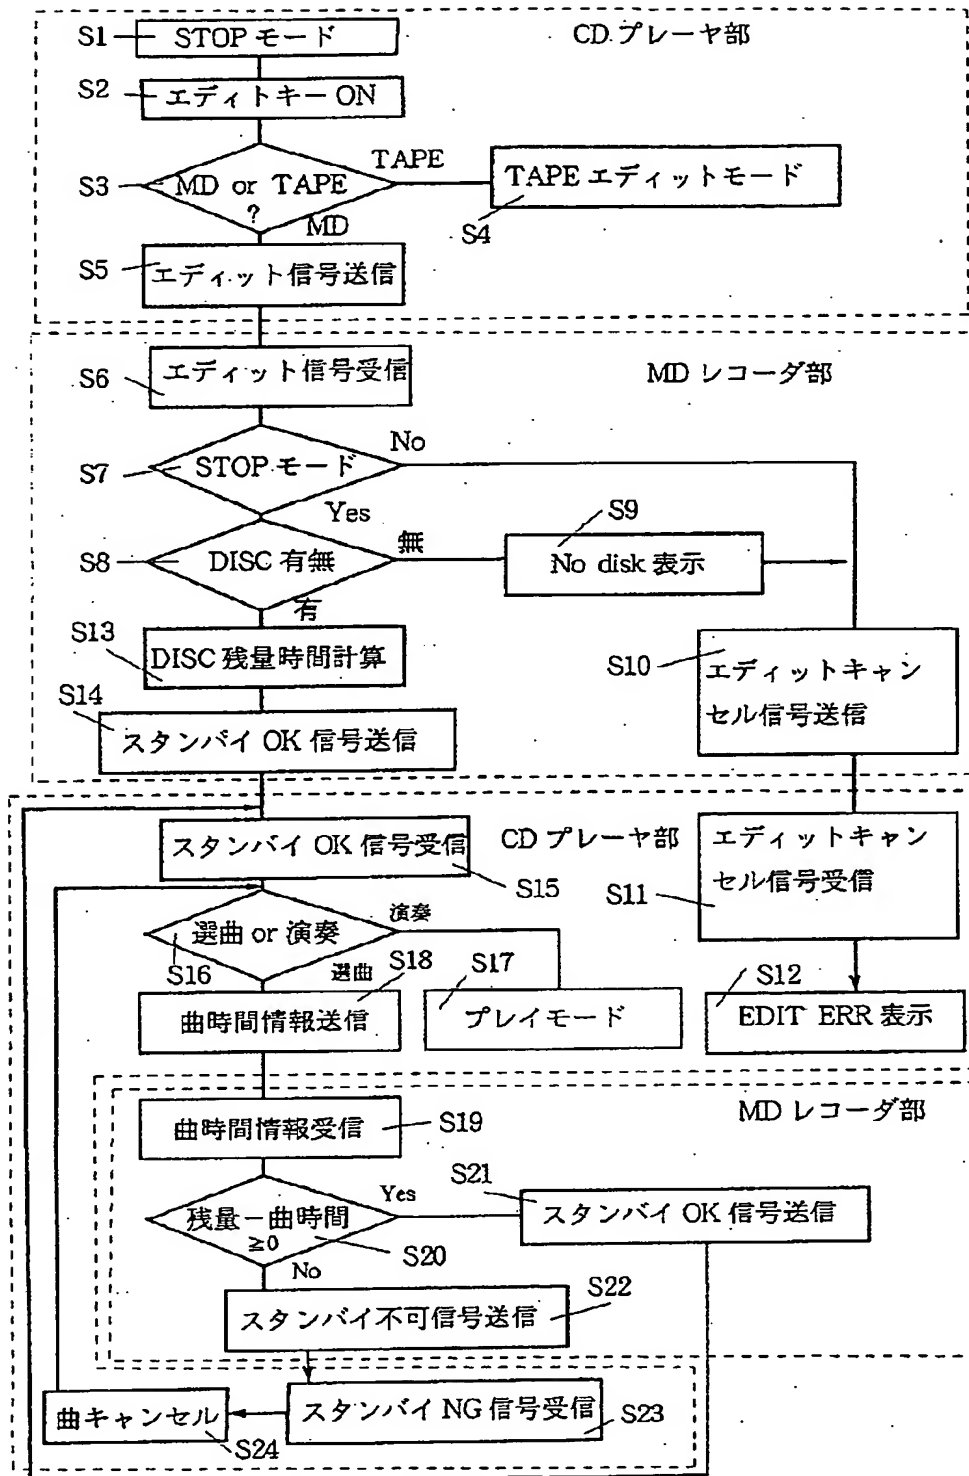 S1 STOP モード
CD プレーヤ部
S2 エディトキー ON
S3 MD or TAPE
?
TAPE
MD
TAPE エディットモード
S4
S5 エディット信号送信
S6 エディット信号受信
MD レコーダ部
S7 STOP モード
No
Yes
S8 DISC 有無
無
有
S9
No disk 表示
S13
DISC 残量時間計算
S10
エディットキャン
セル信号送信
S14
スタンバイ OK 信号送信
スタンバイ OK 信号受信
S15
CD プレーヤ部
エディットキャン
セル信号受信
S11
選曲 or 演奏
演奏
S16
選曲
S18
S17
S12
曲時間情報送信
プレイモード
EDIT ERR 表示
曲時間情報受信
S19
MD レコーダ部
残量−曲時間
≧0
Yes
S20
No
S21
スタンバイ OK 信号送信
S22
スタンバイ不可信号送信
曲キャンセル
S24
スタンバイ NG 信号受信
S23